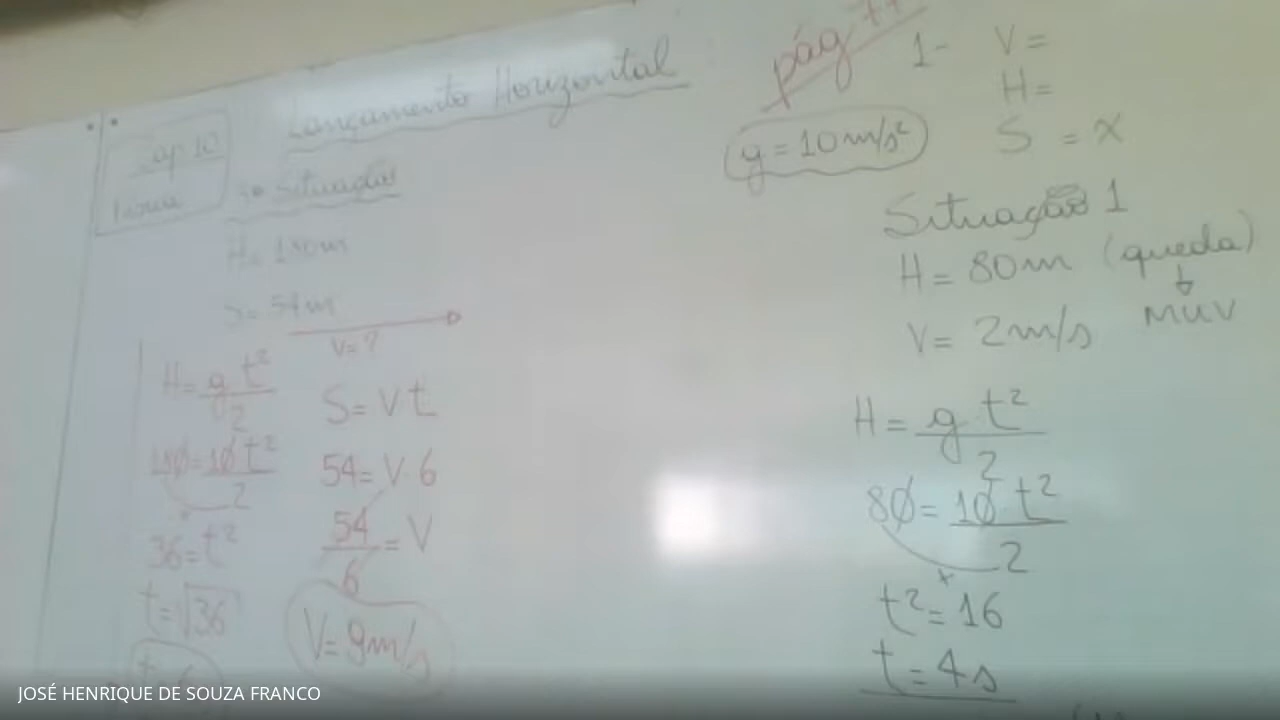 Cap 10
Lançamento Horizontal
Situação
H= 180m
S= 54m
V= ?
H= g t²
2
180=10t²
2
36=t²
t=√36
S= V t
54= V 6
54 = V
6
V= 9m/s
pág
g = 10 m/s²
1- V =
H =
S = x
Situação 1
H = 80m (queda)
MUV
V= 2m/s
H = g t²
2
80= 10 t²
2
t²= 16
t= 4s
JOSÉ HENRIQUE DE SOUZA FRANCO